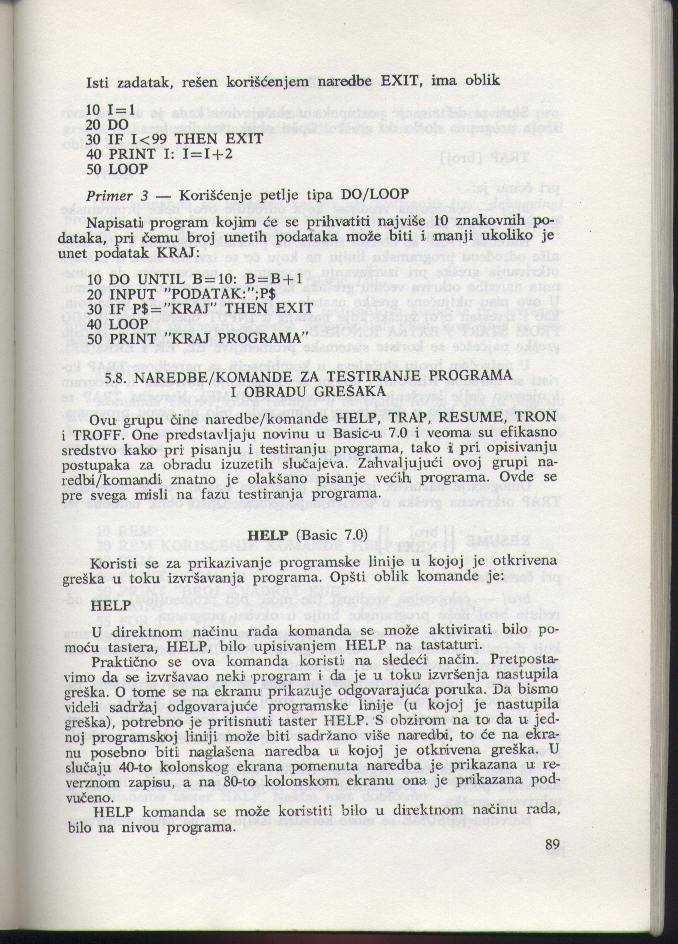 Isti zadatak, rešen korišćenjem naredbe EXIT, ima oblik
10 I=1
20 DO
30 IF I<99 THEN EXIT
40 PRINT I: I=I+2
50 LOOP
Primer 3 — Korišćenje petlje tipa DO/LOOP
Napisati program kojim će se prihvatiti najviše 10 znakovnih po-
dataka, pri čemu broj unetih podataka može biti i manji ukoliko je
unet podatak KRAJ:
10 DO UNTIL B=10: B=B+1
20 INPUT "PODATAK:";P$
30 IF P$="KRAJ" THEN EXIT
40 LOOP
50 PRINT "KRAJ PROGRAMA"
5.8. NAREDBE/KOMANDE ZA TESTIRANJE PROGRAMA
I OBRADU GREŠAKA
Ovu grupu čine naredbe/komande HELP, TRAP, RESUME, TRON
i TROFF. One predstavljaju novinu u Basic-u 7.0 i veoma su efikasno
sredstvo kako pri pisanju i testiranju programa, tako i pri opisivanju
postupaka za obradu izuzetih slučajeva. Zahvaljujući ovoj grupi na-
redbi/komandi znatno je olakšano pisanje većih programa. Ovde se
pre svega misli na fazu testiranja programa.
HELP (Basic 7.0)
Koristi se za prikazivanje programske linije u kojoj je otkrivena
greška u toku izvršavanja programa. Opšti oblik komande je:
HELP
U direktnom načinu rada komanda se može aktivirati bilo po-
moću tastera, HELP, bilo upisivanjem HELP na tastaturi.
Praktično se ova komanda koristi na sledeći način. Pretposta-
vimo da se izvršavao neki program i da je u toku izvršenja nastupila
greška. O tome se na ekranu prikazuje odgovarajuća poruka. Da bismo
videli sadržaj odgovarajuće programske linije (u kojoj je nastupila
greška), potrebno je pritisnuti taster HELP. S obzirom na to da u jed-
noj programskoj liniji može biti sadržano više naredbi, to će na ekra-
nu posebno biti naglašena naredba u kojoj je otkrivena greška. U
slučaju 40-to kolonskog ekrana pomenuta naredba je prikazana u re-
verznom zapisu, a na 80-to kolonskom ekranu ona je prikazana pod-
vučeno.
HELP komanda se može koristiti bilo u direktnom načinu rada,
bilo na nivou programa.
89